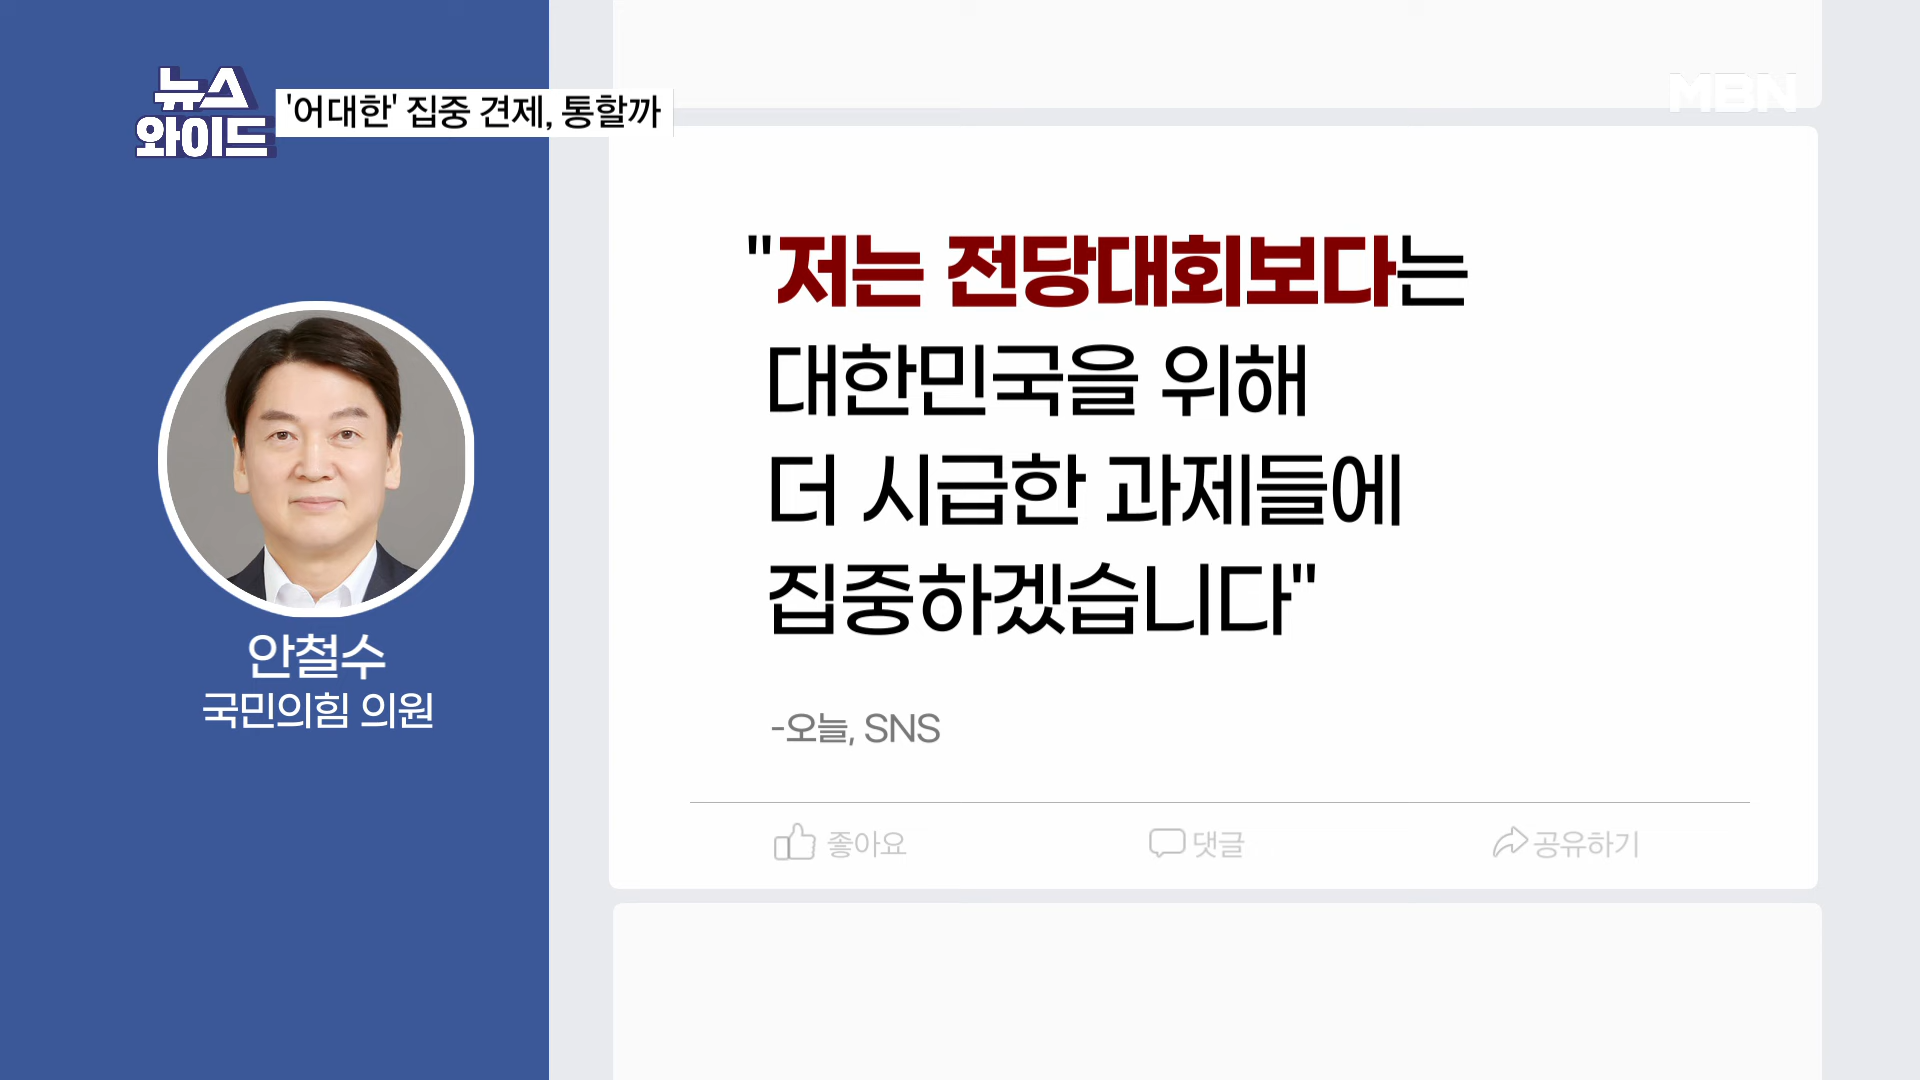 뉴스
와이드
'어대한' 집중 견제, 통할까
MBN
"저는 전당대회보다는
대한민국을 위해
더 시급한 과제들에
집중하겠습니다"
-오늘, SNS
안철수
국민의힘 의원
좋아요 댓글 공유하기